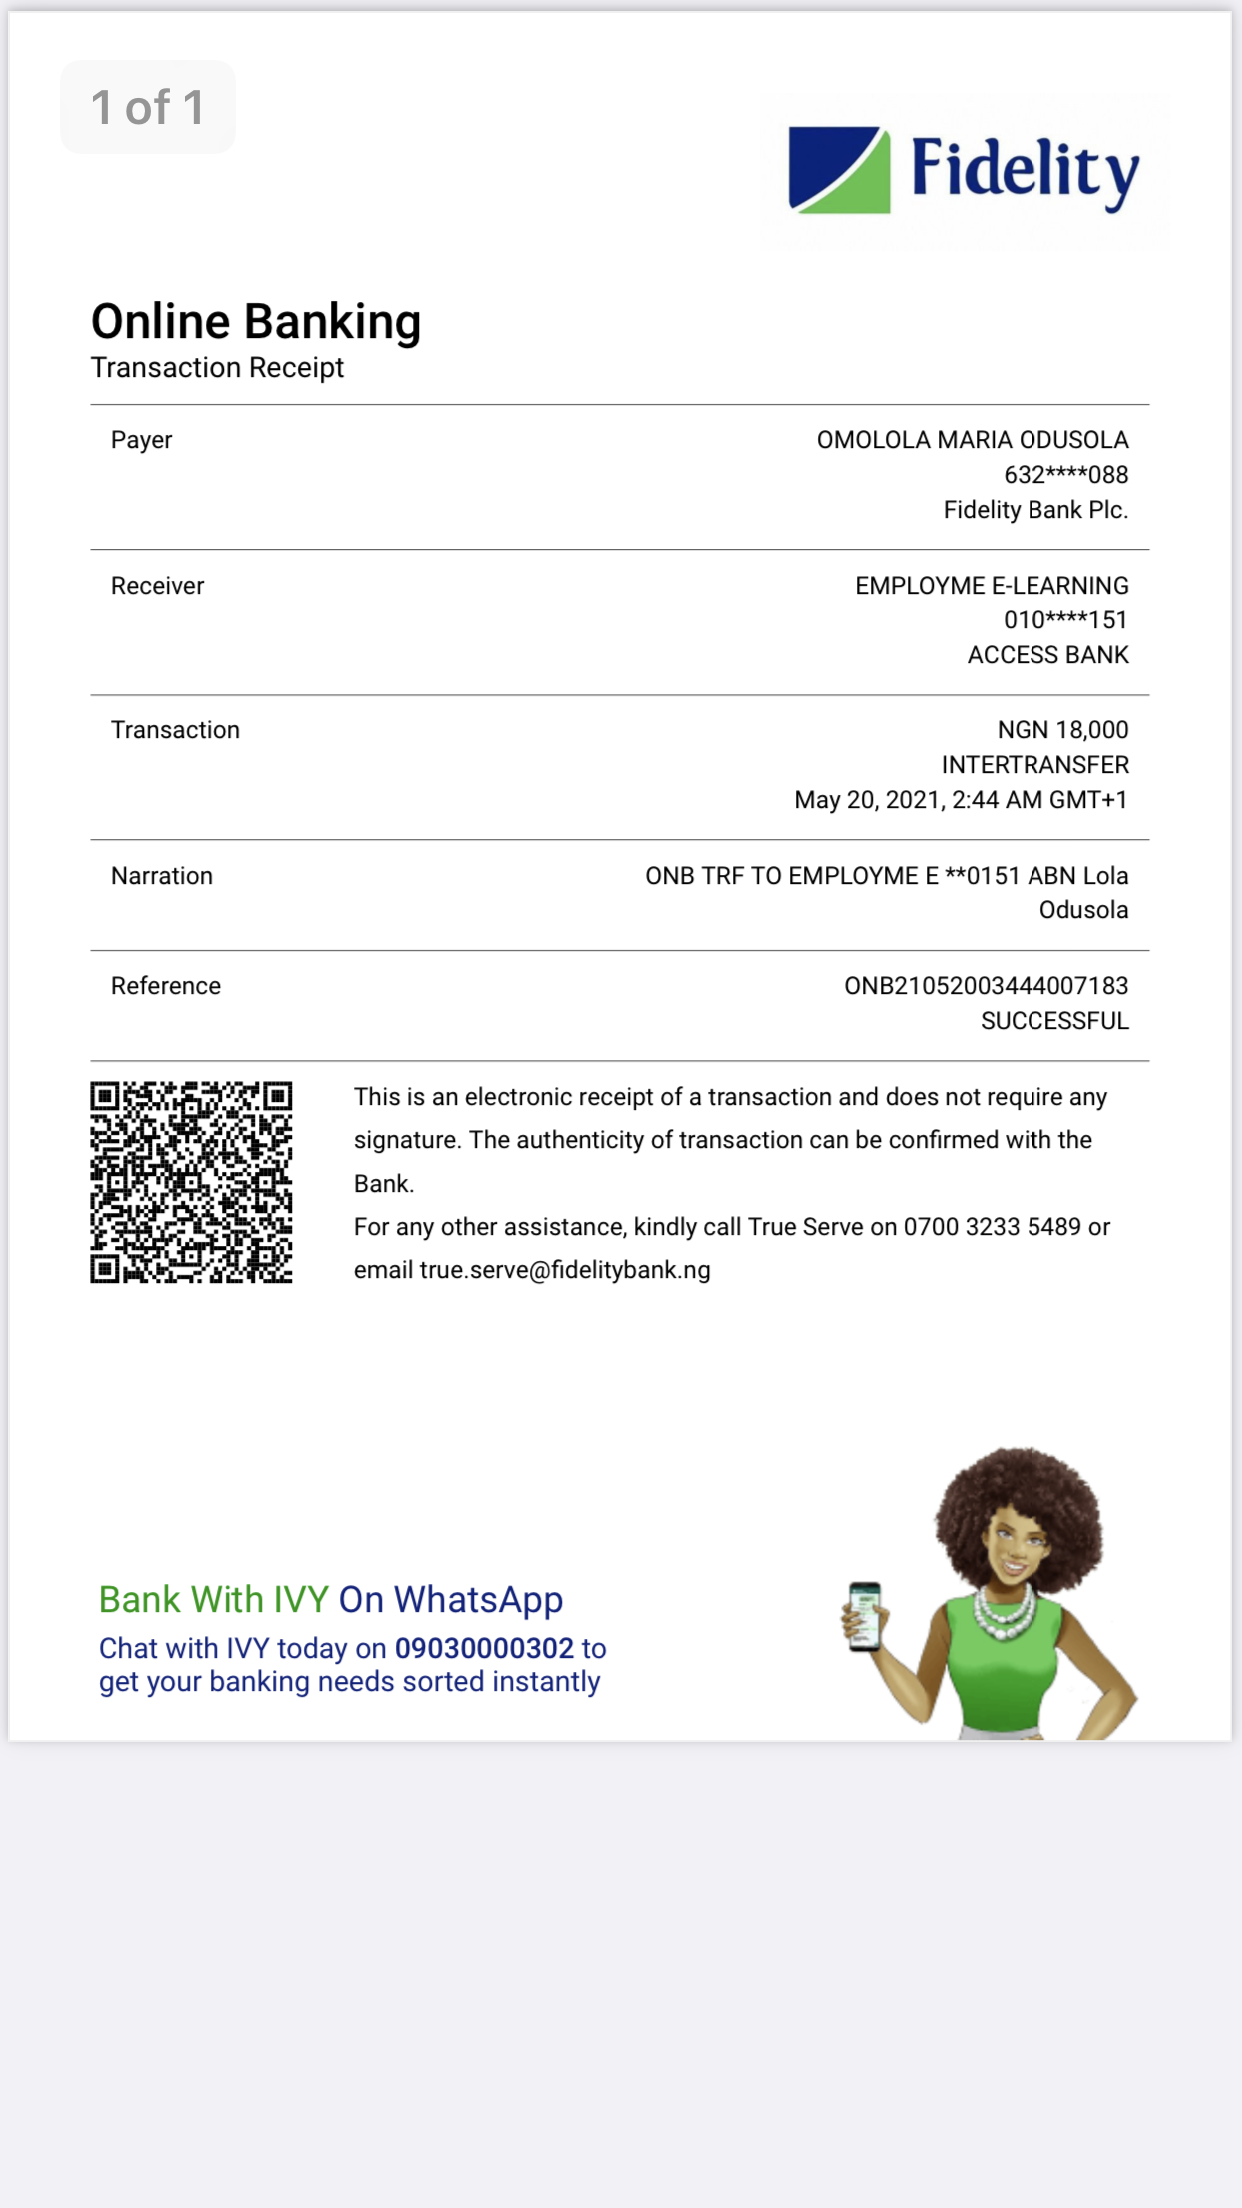 1 of 1
Fidelity
Online Banking
Transaction Receipt
Payer
OMOLOLA MARIA ODUSOLA
632****088
Fidelity Bank Plc.
Receiver
EMPLOYME E-LEARNING
010****151
ACCESS BANK
Transaction
NGN 18,000
INTERTRANSFER
May 20, 2021, 2:44 AM GMT+1
Narration
ONB TRF TO EMPLOYME E **0151 ABN Lola
Odusola
Reference
ONB21052003444007183
SUCCESSFUL
This is an electronic receipt of a transaction and does not require any
signature. The authenticity of transaction can be confirmed with the
Bank.
For any other assistance, kindly call True Serve on 0700 3233 5489 or
email true.serve@fidelitybank.ng
Bank With IVY On WhatsApp
Chat with IVY today on 09030000302 to
get your banking needs sorted instantly